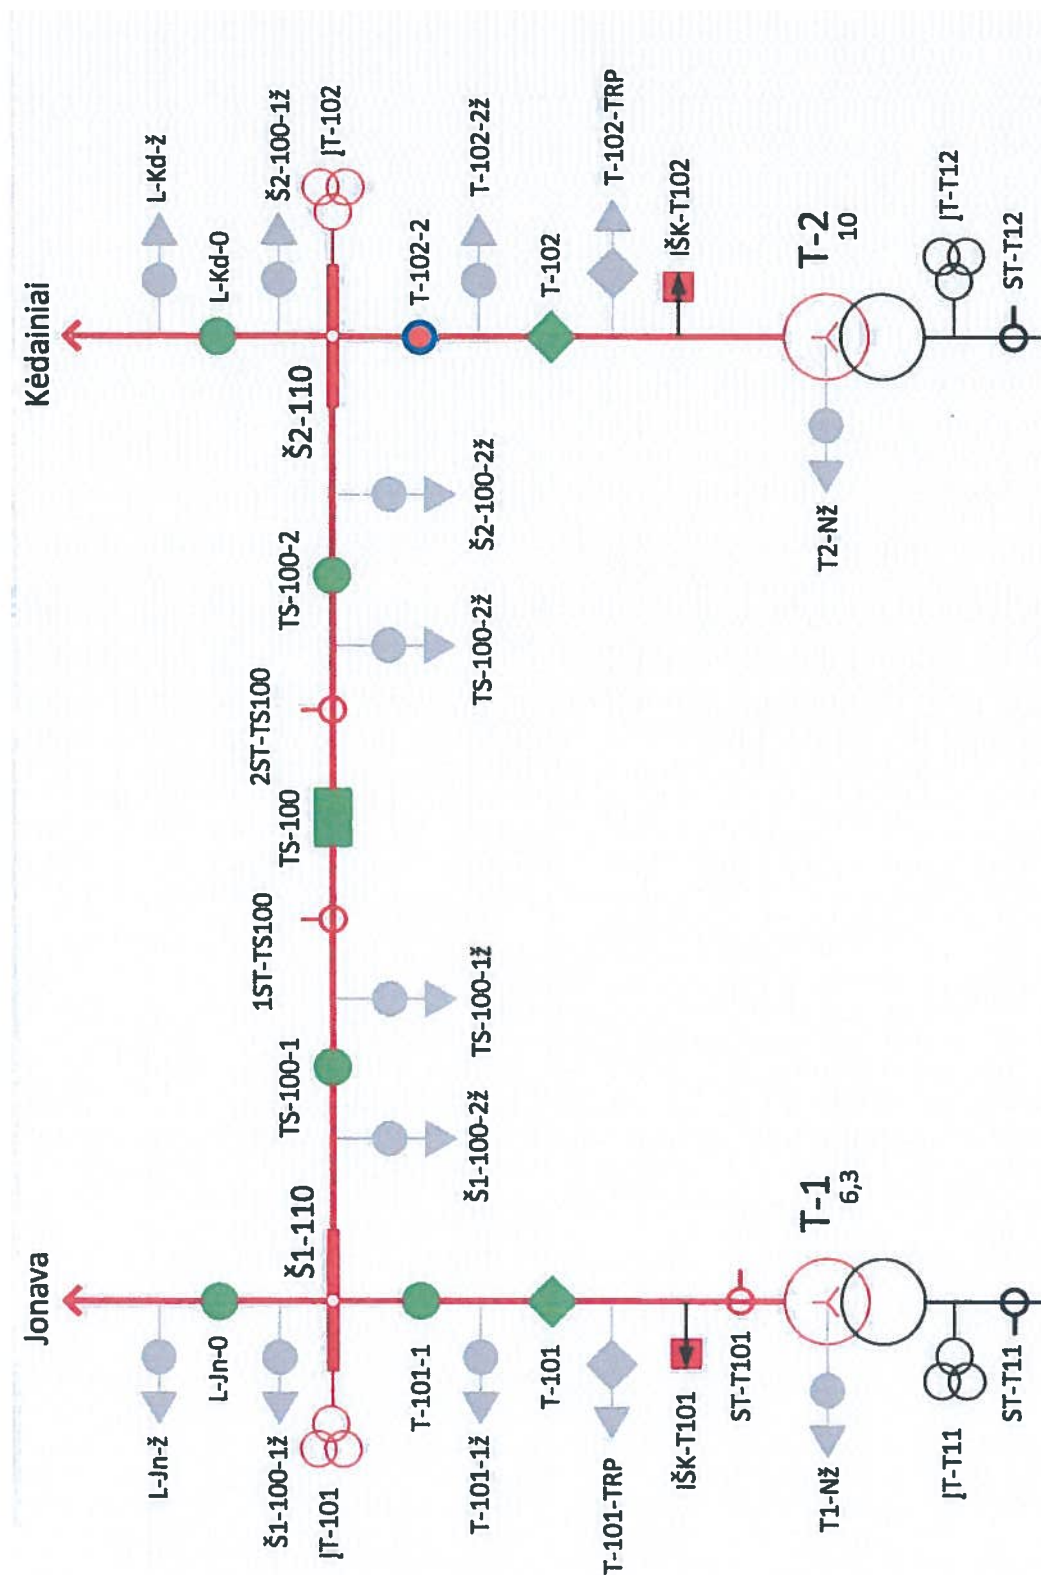 Jonava
L-Jn-ž
L-Jn-0
Š1-100-1ž
ĮT-101
Š1-110
T-101-1
T-101-1ž
T-101
T-101-TRP
IŠK-T101
ST-T101
T-1
6,3
T1-Nž
ĮT-T11
ST-T11
TS-100-1
Š1-100-2ž
TS-100-1ž
1ST-TS100
TS-100
2ST-TS100
TS-100-2
TS-100-2ž
Š2-100-2ž
Kėdainiai
L-Kd-ž
L-Kd-0
Š2-100-1ž
ĮT-102
Š2-110
T-102-2
T-102-2ž
T-102
T-102-TRP
IŠK-T102
T-2
10
T2-Nž
ĮT-T12
ST-T12